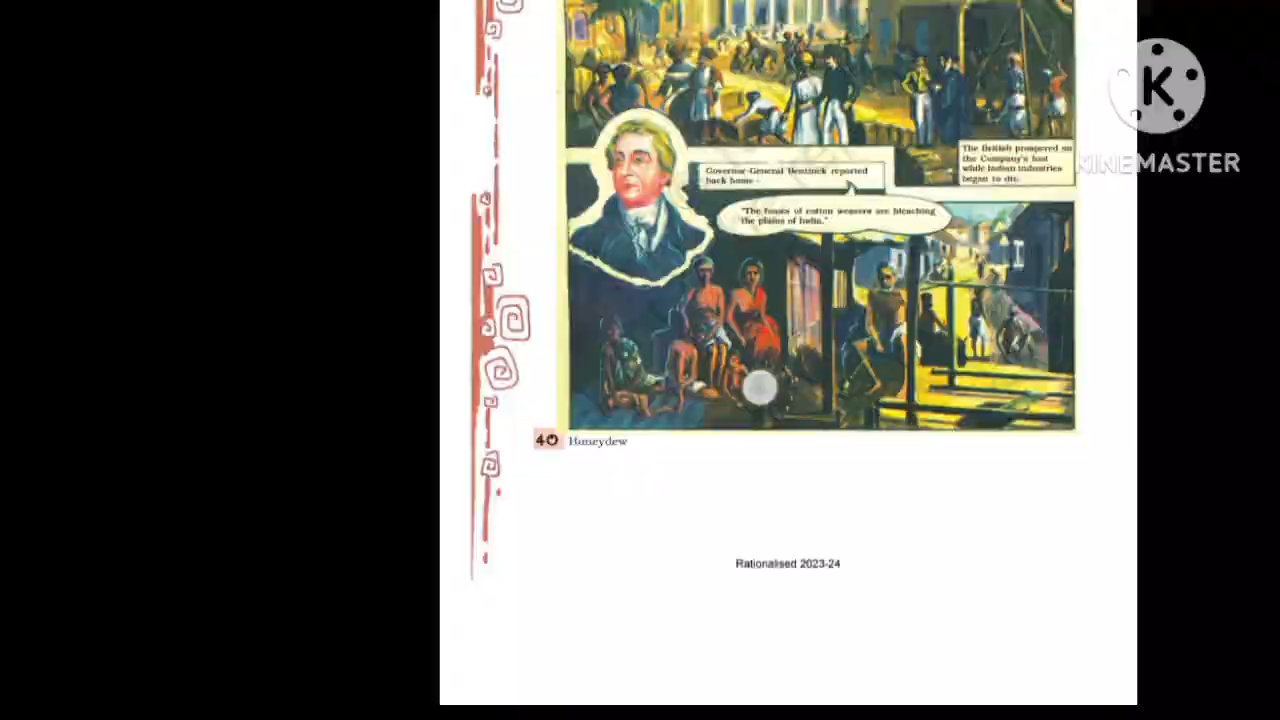 The British prospered on
the Company's loot
while Indian industries
began to die.
KINEMASTER
Governor-General Bentinck reported
back home –
"The bones of cotton weavers are bleaching
the plains of India."
40 Honeydew
Rationalised 2023-24